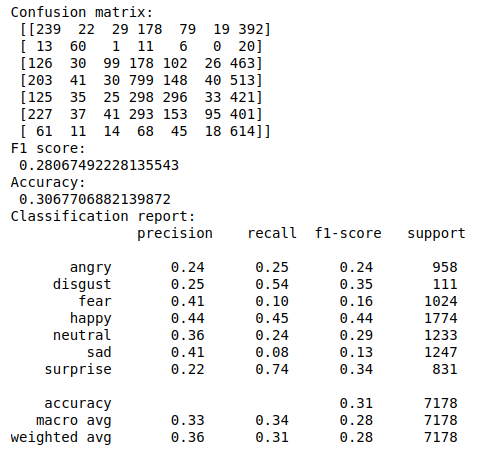 Confusion matrix:
[[239 22 29 178 79 19 392]
[ 13 60 1 11 6 0 20]
[126 30 99 178 102 26 463]
[203 41 30 799 148 40 513]
[125 35 25 298 296 33 421]
[227 37 41 293 153 95 401]
[ 61 11 14 68 45 18 614]]
F1 score:
0.28067492228135543
Accuracy:
0.3067706882139872
Classification report:
precision recall f1-score support
angry 0.24 0.25 0.24 958
disgust 0.25 0.54 0.35 111
fear 0.41 0.10 0.16 1024
happy 0.44 0.45 0.44 1774
neutral 0.36 0.24 0.29 1233
sad 0.41 0.08 0.13 1247
surprise 0.22 0.74 0.34 831
accuracy 0.31 7178
macro avg 0.33 0.34 0.28 7178
weighted avg 0.36 0.31 0.28 7178